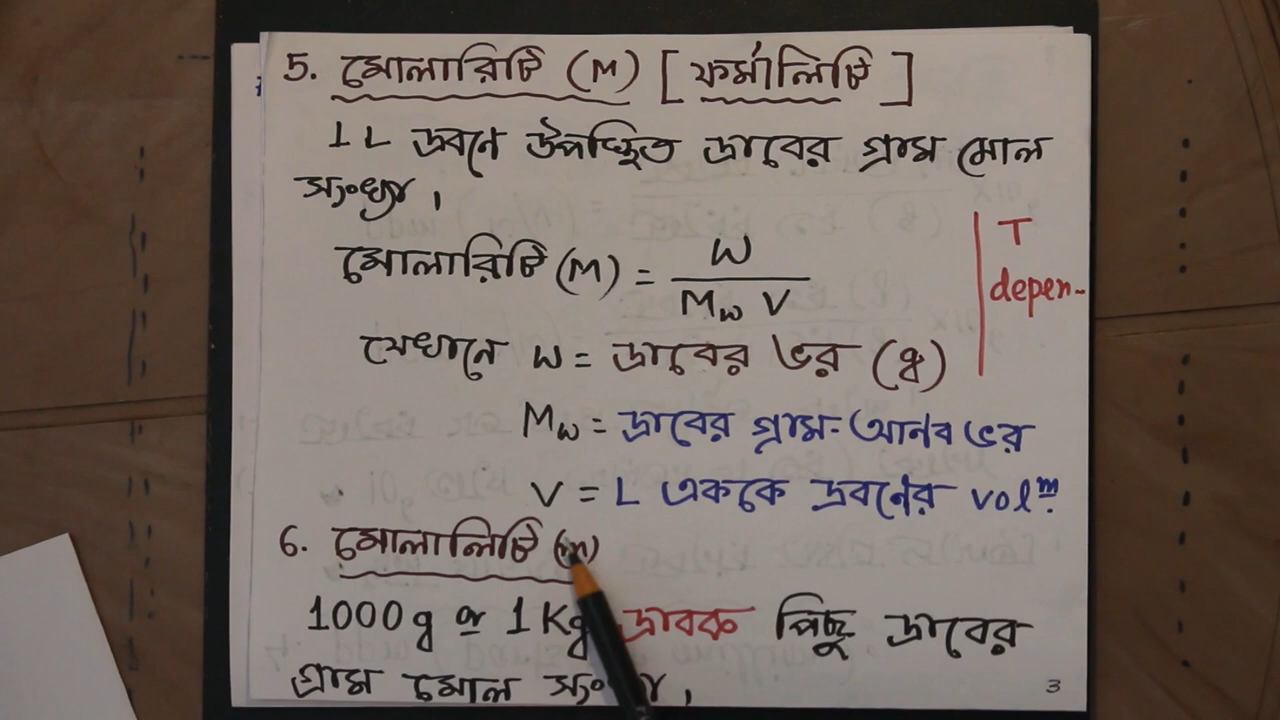 5. মোলারিটি (M) [ ফর্মালিটি ]
1 L দ্রবনে উপস্থিত দ্রাবের গ্রাম মোল
সংখ্যা।
মোলারিটি (M) = W / Mw V
T
depen-
যেখানে W = দ্রাবের ভর (g)
Mw = দ্রাবের গ্রাম-আনব ভর
V = L এককে দ্রবণের volm.
6. মোলালিটি (m)
1000 g or 1 Kg দ্রাবক পিছু দ্রাবের
গ্রাম মোল সংখ্যা।
3